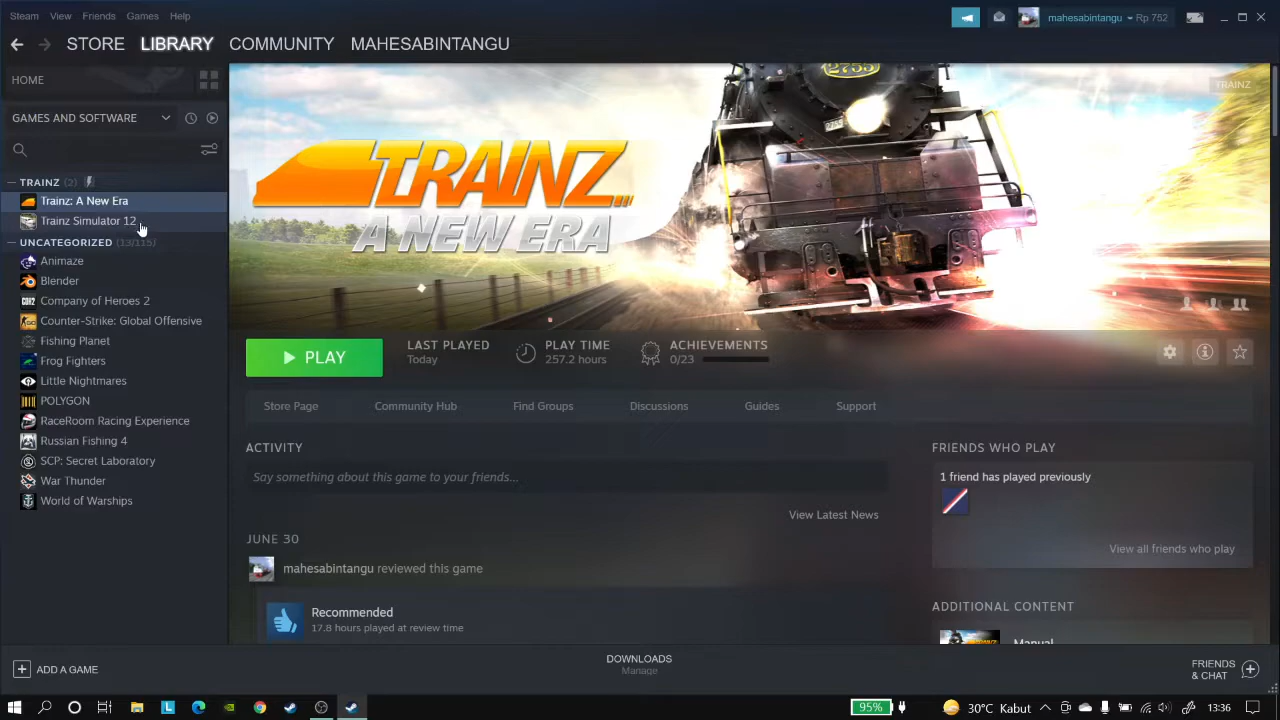 Steam View Friends Games Help
mahesabintangu Rp 752
STORE LIBRARY COMMUNITY MAHESABINTANGU
HOME
GAMES AND SOFTWARE
TRAINZ (2)
Trainz: A New Era
Trainz Simulator 12
UNCATEGORIZED (13/115)
Animaze
Blender
Company of Heroes 2
Counter-Strike: Global Offensive
Fishing Planet
Frog Fighters
Little Nightmares
POLYGON
RaceRoom Racing Experience
Russian Fishing 4
SCP: Secret Laboratory
War Thunder
World of Warships
2755
TRAINZ
TRAINZ
A NEW ERA
PLAY
LAST PLAYED
Today
PLAY TIME
257.2 hours
ACHIEVEMENTS
0/23
Store Page Community Hub Find Groups Discussions Guides Support
ACTIVITY
Say something about this game to your friends...
View Latest News
JUNE 30
mahesabintangu reviewed this game
Recommended
17.8 hours played at review time
FRIENDS WHO PLAY
1 friend has played previously
View all friends who play
ADDITIONAL CONTENT
Manual
ADD A GAME
DOWNLOADS
Manage
FRIENDS
& CHAT
95%
30°C Kabut
13:36